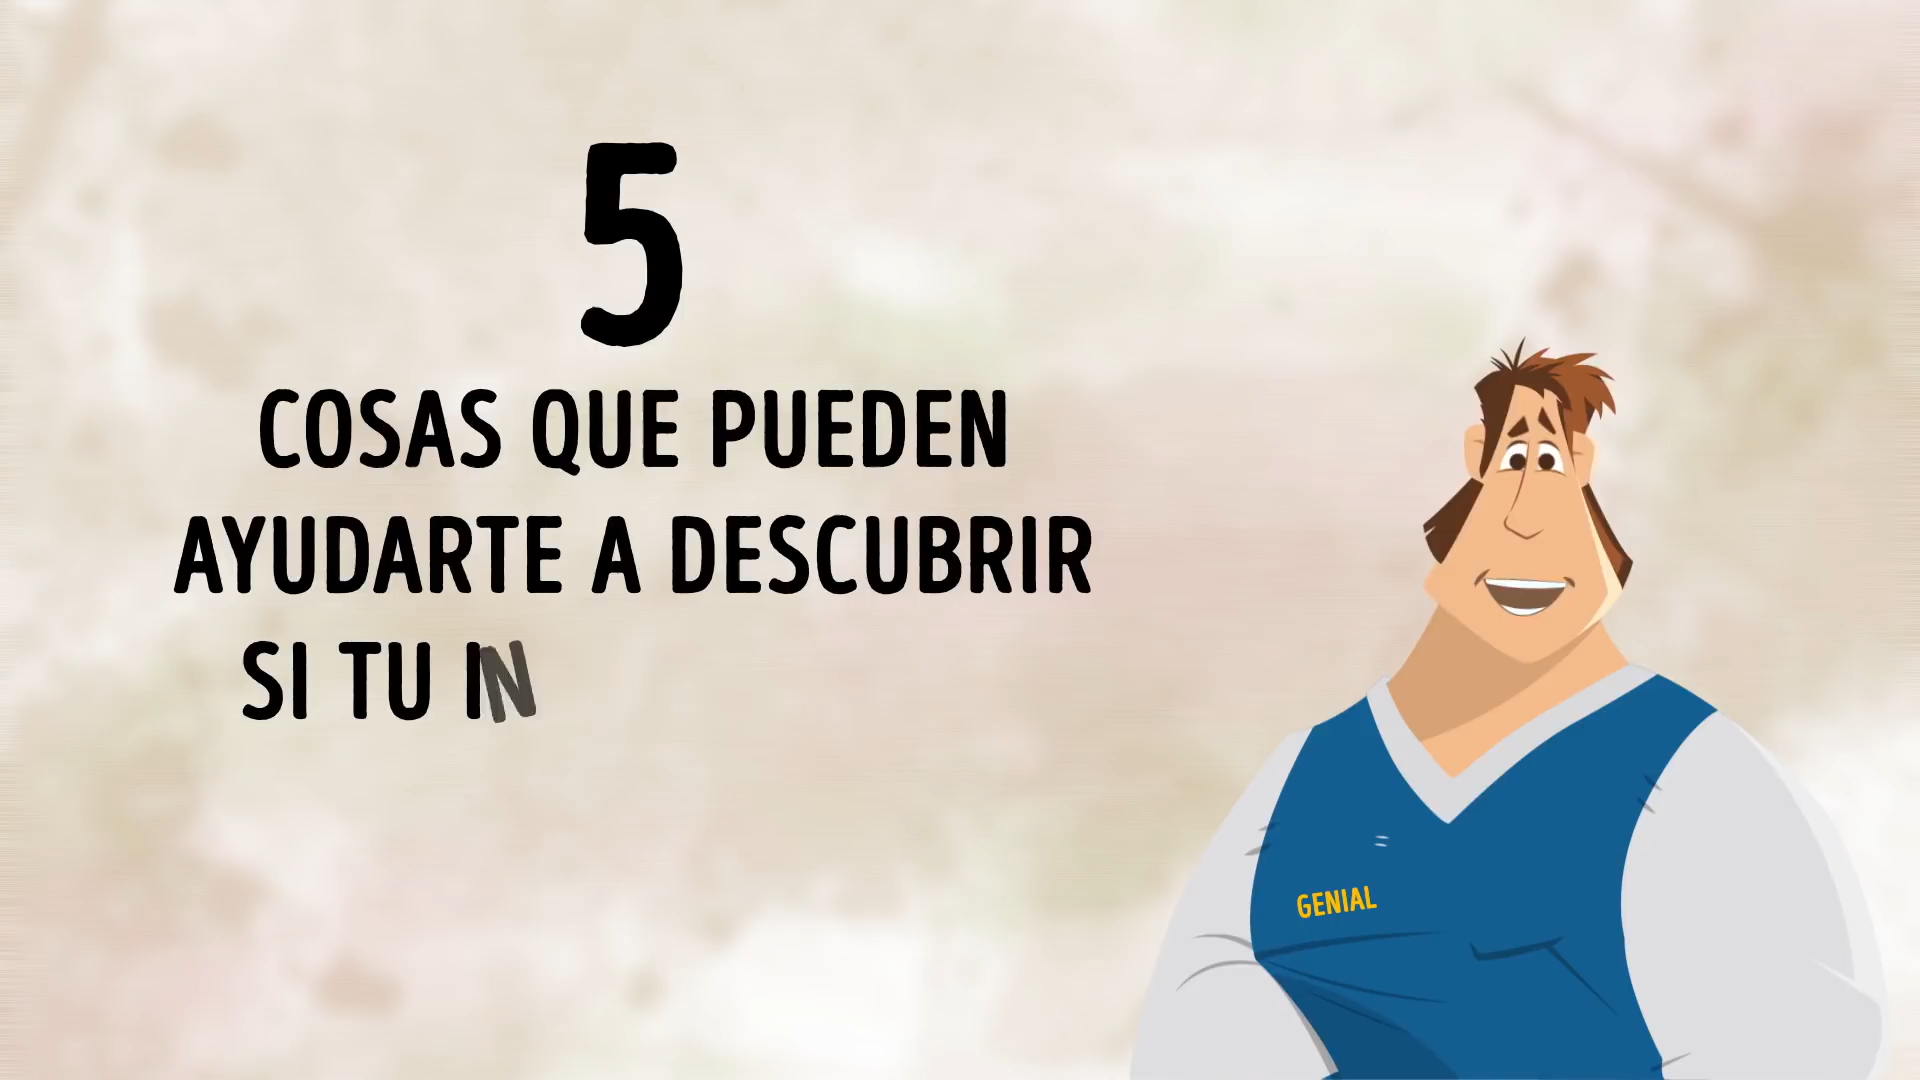 5
COSAS QUE PUEDEN
AYUDARTE A DESCUBRIR
SI TU IN
GENIAL